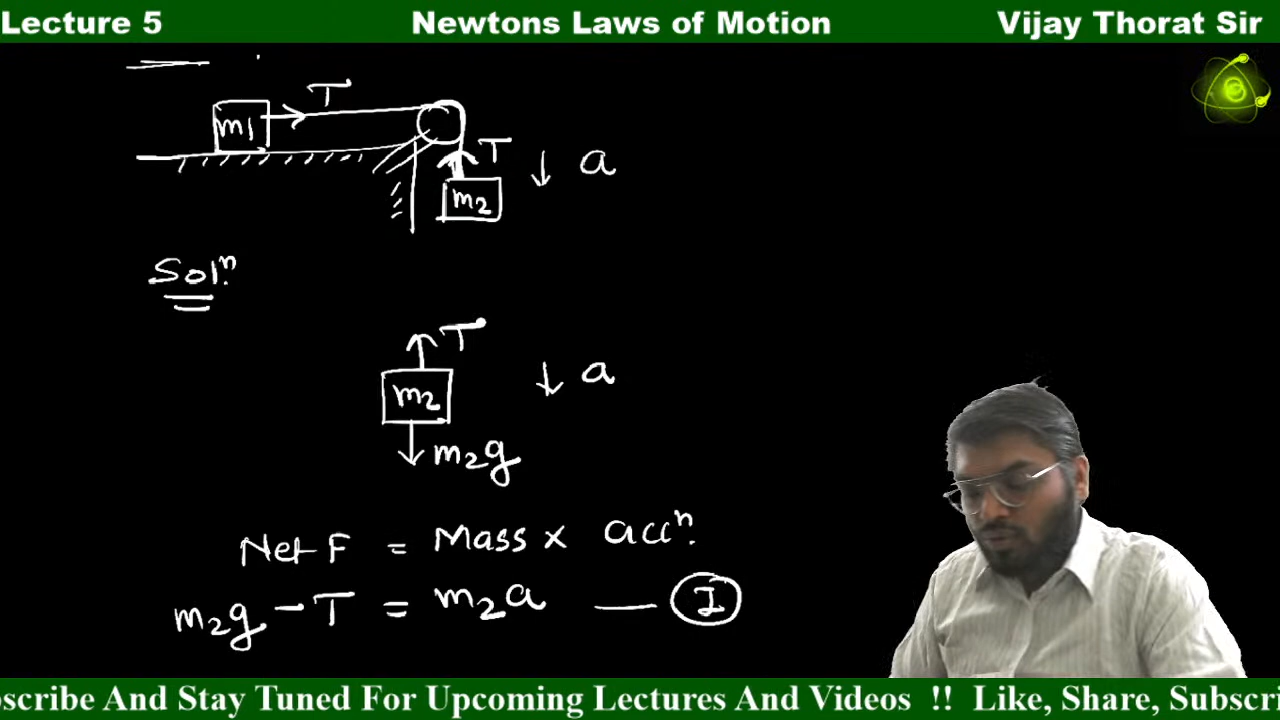 Lecture 5 Newtons Laws of Motion Vijay Thorat Sir
T
m1
T ↓ a
m2
Solⁿ.
T
m2 ↓ a
m2g
Net F = Mass × accⁿ.
m2g - T = m2a — I
scribe And Stay Tuned For Upcoming Lectures And Videos !! Like, Share, Subscri